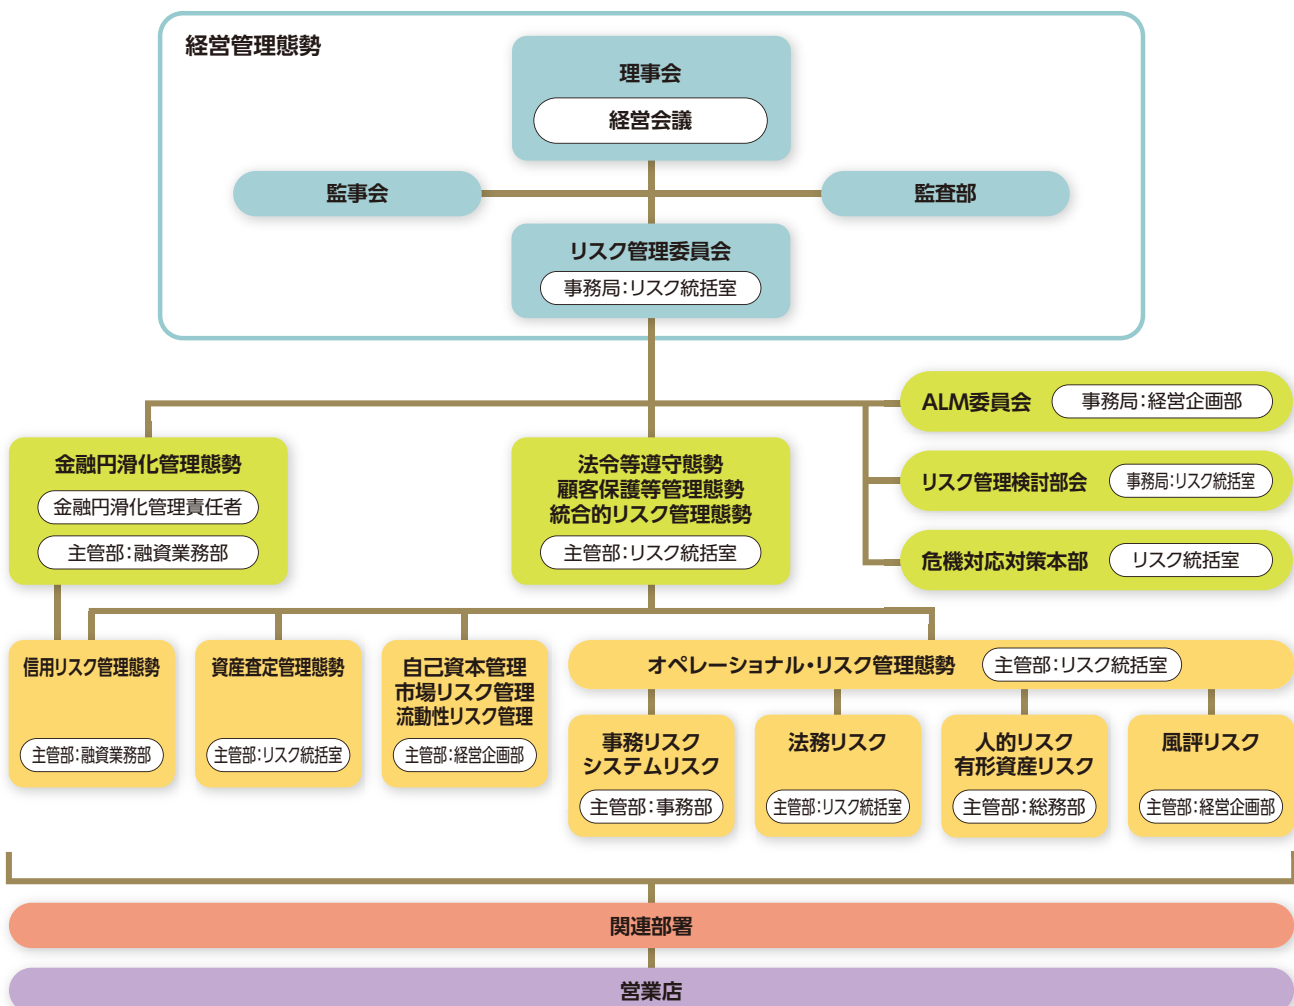 経営管理態勢
理事会
経営会議
監事会
監査部
リスク管理委員会
事務局:リスク統括室
ALM委員会
事務局:経営企画部
リスク管理検討部会
事務局:リスク統括室
危機対応対策本部
リスク統括室
金融円滑化管理態勢
金融円滑化管理責任者
主管部:融資業務部
法令等遵守態勢
顧客保護等管理態勢
統合的リスク管理態勢
主管部:リスク統括室
信用リスク管理態勢
主管部:融資業務部
資産査定管理態勢
主管部:リスク統括室
自己資本管理
市場リスク管理
流動性リスク管理
主管部:経営企画部
オペレーショナル・リスク管理態勢
主管部:リスク統括室
事務リスク
システムリスク
主管部:事務部
法務リスク
主管部:リスク統括室
人的リスク
有形資産リスク
主管部:総務部
風評リスク
主管部:経営企画部
関連部署
営業店